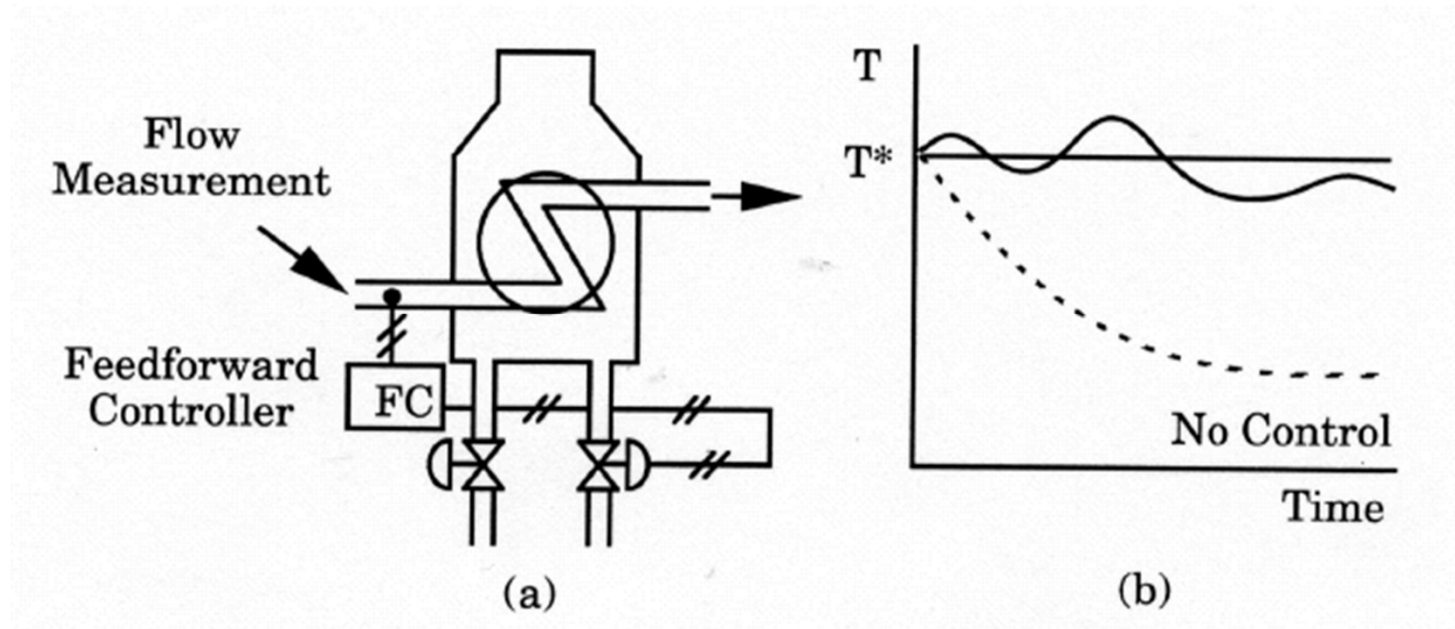 Flow
Measurement
Feedforward
Controller
FC
(a)
T
T*
No Control
Time
(b)